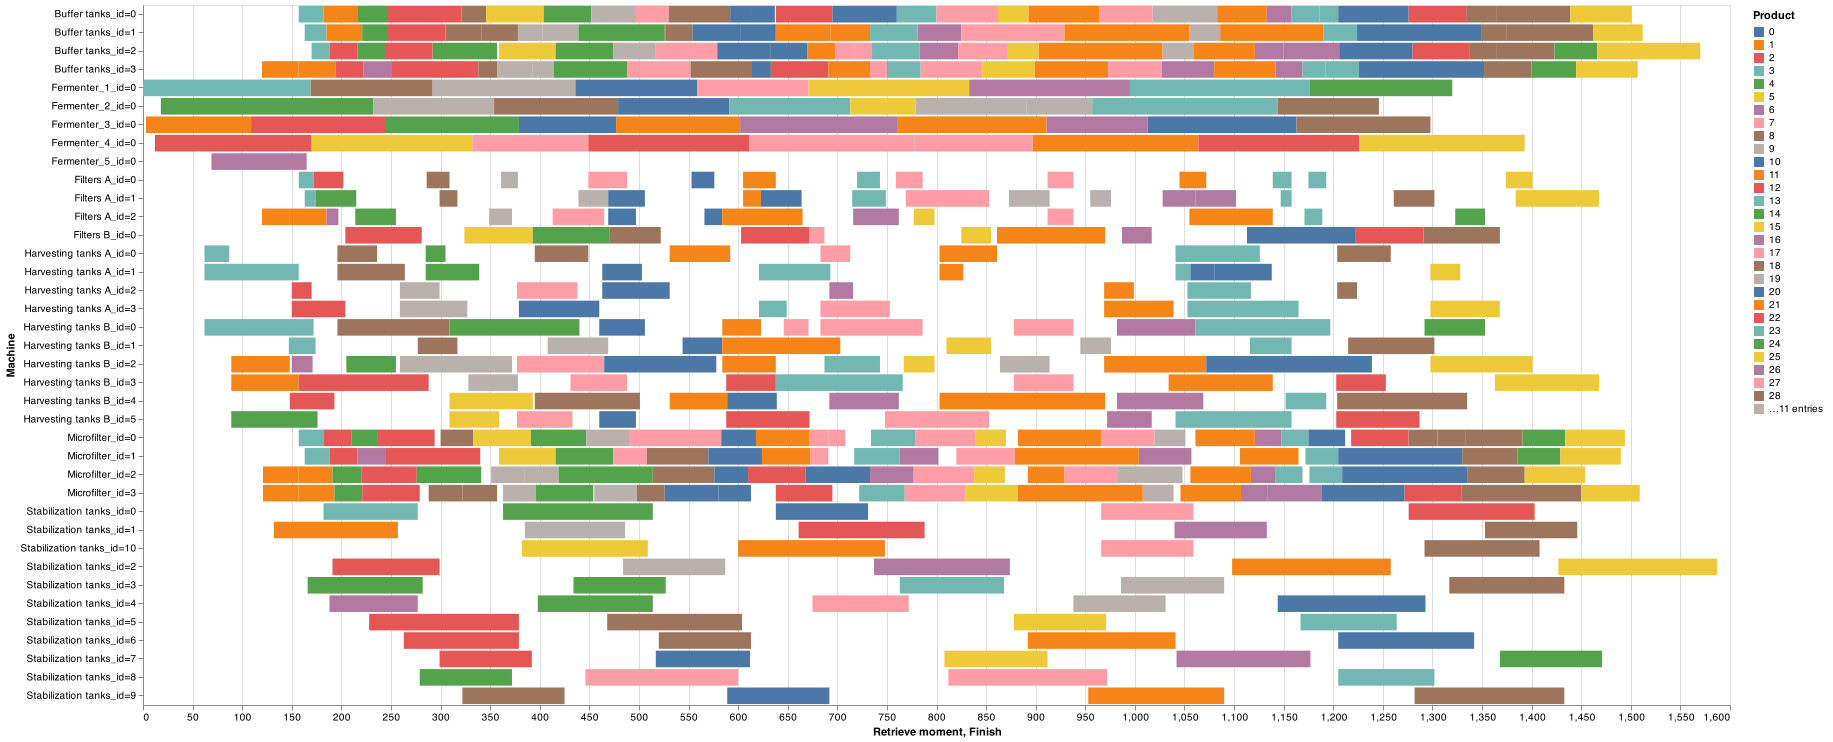 Buffer tanks_id=0
Buffer tanks_id=1
Buffer tanks_id=2
Buffer tanks_id=3
Fermenter_1_id=0
Fermenter_2_id=0
Fermenter_3_id=0
Fermenter_4_id=0
Fermenter_5_id=0
Filters A_id=0
Filters A_id=1
Filters A_id=2
Filters B_id=0
Harvesting tanks A_id=0
Harvesting tanks A_id=1
Harvesting tanks A_id=2
Harvesting tanks A_id=3
Harvesting tanks B_id=0
Harvesting tanks B_id=1
Harvesting tanks B_id=2
Harvesting tanks B_id=3
Harvesting tanks B_id=4
Harvesting tanks B_id=5
Microfilter_id=0
Microfilter_id=1
Microfilter_id=2
Microfilter_id=3
Stabilization tanks_id=0
Stabilization tanks_id=1
Stabilization tanks_id=10
Stabilization tanks_id=2
Stabilization tanks_id=3
Stabilization tanks_id=4
Stabilization tanks_id=5
Stabilization tanks_id=6
Stabilization tanks_id=7
Stabilization tanks_id=8
Stabilization tanks_id=9
Machine
0 50 100 150 200 250 300 350 400 450 500 550 600 650 700 750 800 850 900 950 1,000 1,050 1,100 1,150 1,200 1,250 1,300 1,350 1,400 1,450 1,500 1,550 1,600
Retrieve moment, Finish
Product
0
1
2
3
4
5
6
7
8
9
10
11
12
13
14
15
16
17
18
19
20
21
22
23
24
25
26
27
28
…11 entries